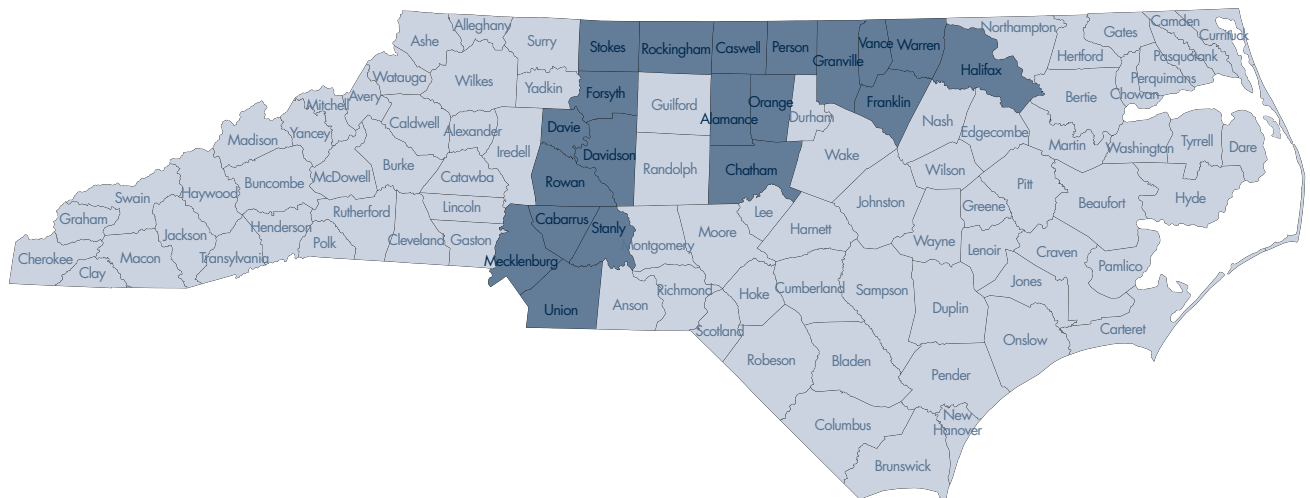 Alleghany
Northampton
Camden
Ashe
Surry
Stokes
Rockingham
Caswell
Person
Vance
Warren
Gates
Currituck
Granville
Hertford
Pasquotank
Halifax
Watauga
Wilkes
Yadkin
Forsyth
Guilford
Orange
Franklin
Perquimans
Mitchell
Avery
Bertie
Chowan
Alamance
Durham
Nash
Caldwell
Alexander
Davie
Edgecombe
Madison
Yancey
Iredell
Davidson
Wake
Martin
Washington
Tyrrell
Dare
Burke
Randolph
Chatham
Wilson
Buncombe
McDowell
Catawba
Rowan
Pitt
Swain
Haywood
Johnston
Greene
Beaufort
Hyde
Rutherford
Lincoln
Lee
Graham
Henderson
Cabarrus
Stanly
Moore
Harnett
Jackson
Polk
Cleveland
Gaston
Montgomery
Wayne
Lenoir
Craven
Cherokee
Macon
Transylvania
Mecklenburg
Pamlico
Clay
Richmond
Hoke
Cumberland
Sampson
Jones
Union
Anson
Duplin
Scotland
Onslow
Carteret
Robeson
Bladen
Pender
Columbus
New
Hanover
Brunswick